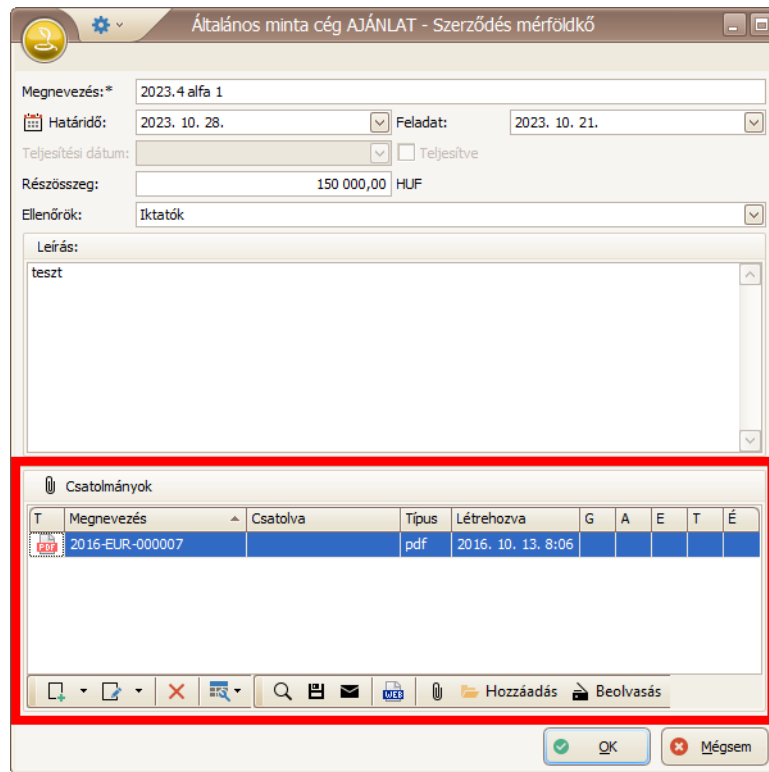 Általános minta cég AJÁNLAT - Szerződés mérföldkő
Megnevezés:* 2023.4 alfa 1
Határidő: 2023. 10. 28. Feladat: 2023. 10. 21.
Teljesítési dátum: Teljesítve
Részösszeg: 150 000,00 HUF
Ellenőrök: Iktatók
Leírás:
teszt
Csatolmányok
T Megnevezés Csatolva Típus Létrehozva G A E T É
PDF 2016-EUR-000007 pdf 2016. 10. 13. 8:06
WEB Hozzáadás Beolvasás
OK Mégsem